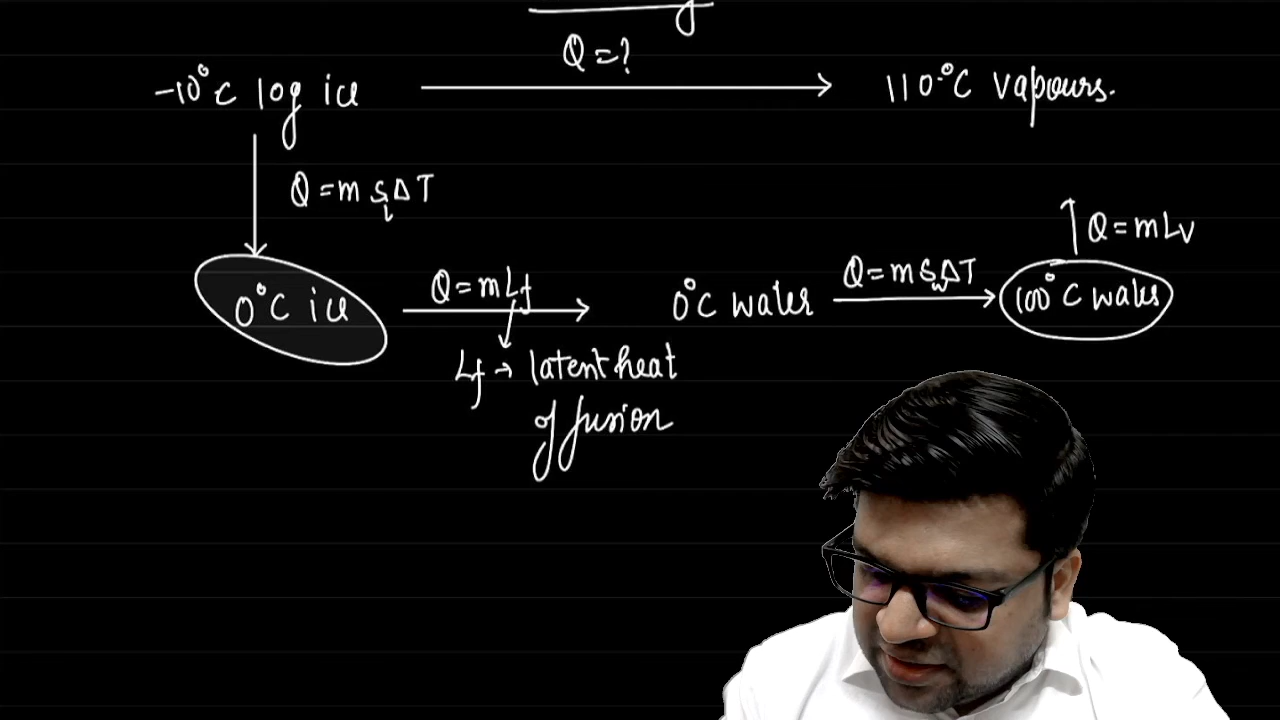 Q = ?
-10°C 10g ice
110°C vapours.
Q = m Si ΔT
Q = mLv
0°C ice
Q = mLf
0°C water
Q = m Sw ΔT
100°C water
Lf → latent heat
of fusion